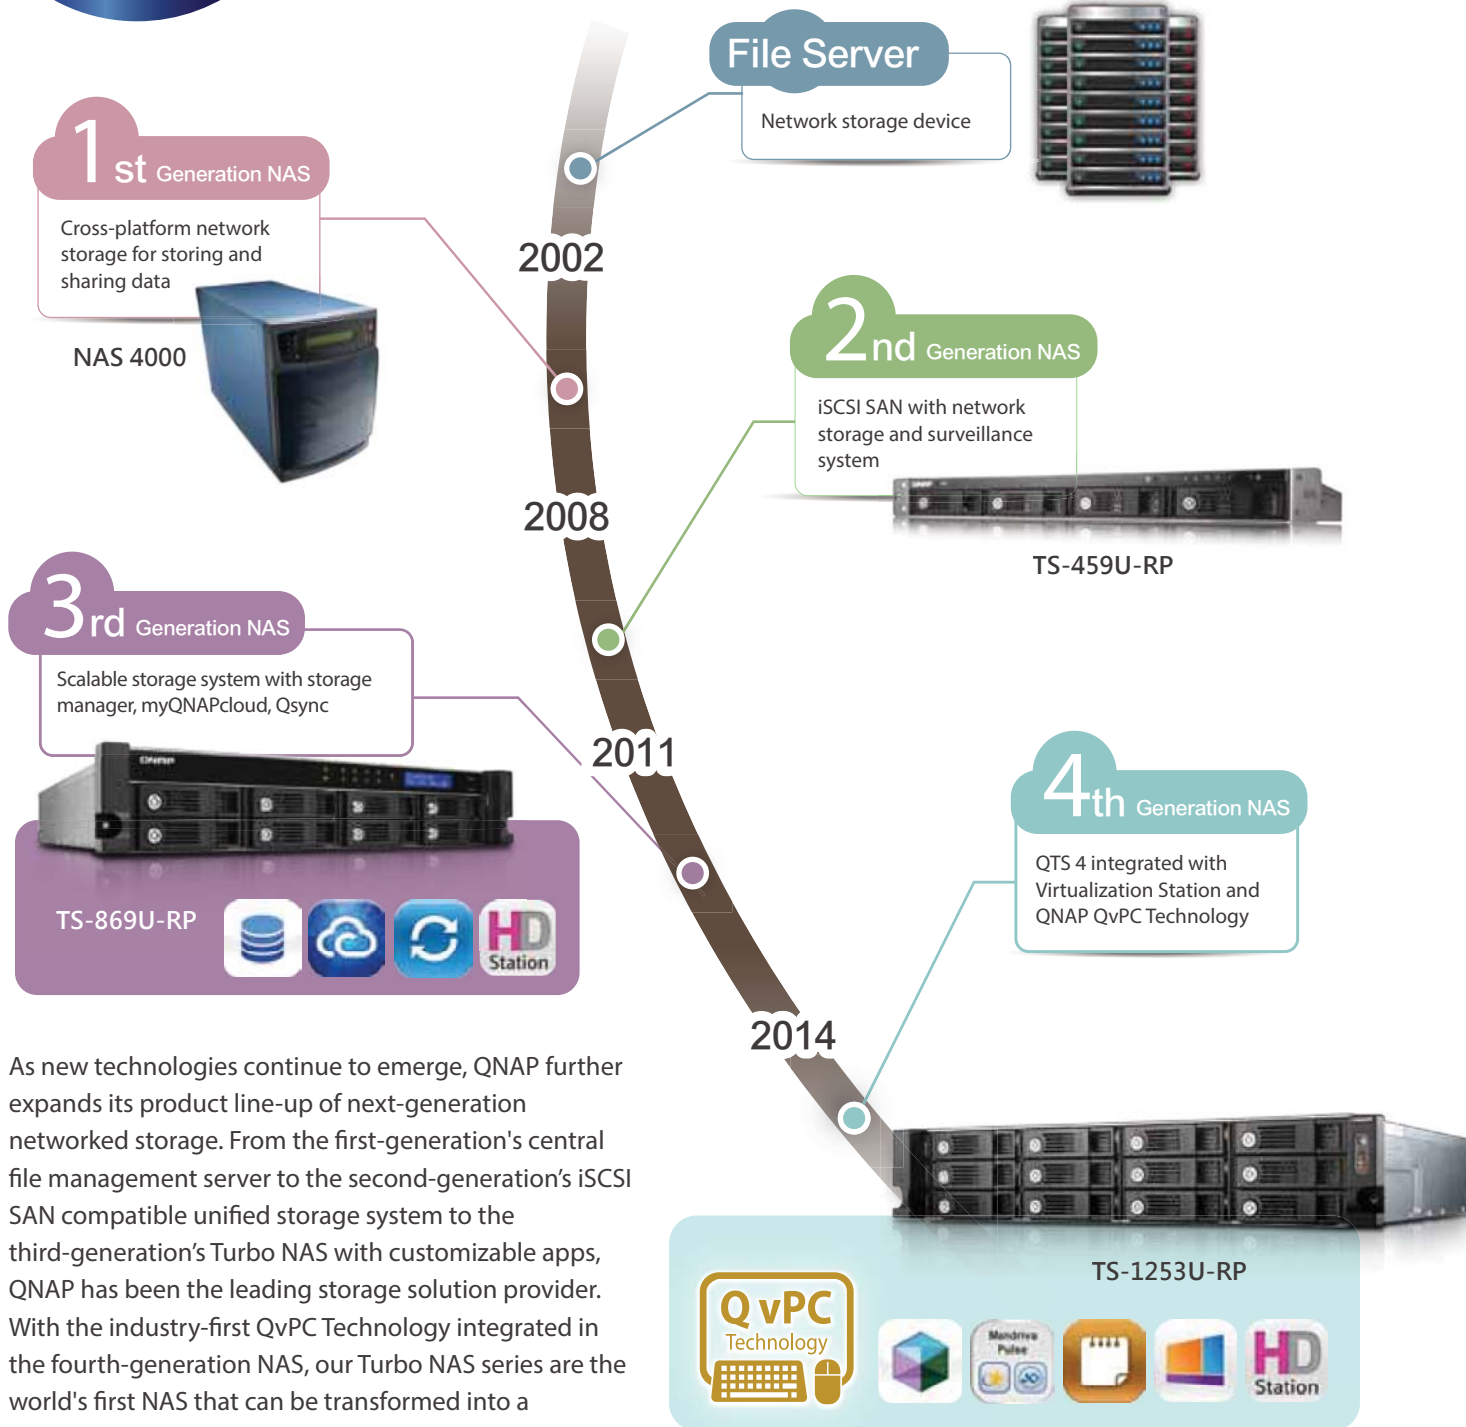 File Server
Network storage device
1st Generation NAS
Cross-platform network
storage for storing and
sharing data
NAS 4000
2002
2nd Generation NAS
iSCSI SAN with network
storage and surveillance
system
QNAP
TS-459U-RP
2008
3rd Generation NAS
Scalable storage system with storage
manager, myQNAPcloud, Qsync
QNAP
TS-869U-RP
HD
Station
2011
4th Generation NAS
QTS 4 integrated with
Virtualization Station and
QNAP QvPC Technology
2014
TS-1253U-RP
QvPC
Technology
Mandriva
Pulse
HD
Station
As new technologies continue to emerge, QNAP further
expands its product line-up of next-generation
networked storage. From the first-generation's central
file management server to the second-generation’s iSCSI
SAN compatible unified storage system to the
third-generation’s Turbo NAS with customizable apps,
QNAP has been the leading storage solution provider.
With the industry-first QvPC Technology integrated in
the fourth-generation NAS, our Turbo NAS series are the
world's first NAS that can be transformed into a